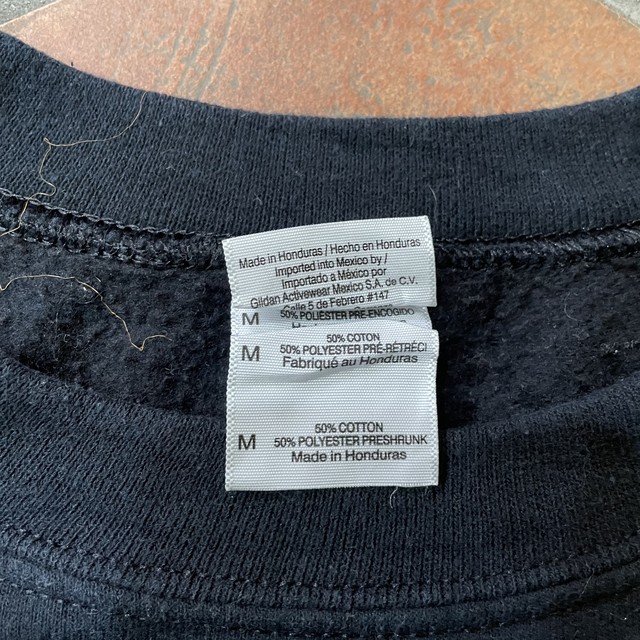 Made in Honduras / Hecho en Honduras
Imported into Mexico by /
Importado a México por
Gildan Activewear Mexico S.A. de C.V.
5 de Febrero #147
M 50% POLIESTER PRE-ENCOGIDO
M 50% COTON
50% POLYESTER PRÉ-RÉTRÉCI
Fabriqué au Honduras
M 50% COTTON
50% POLYESTER PRESHRUNK
Made in Honduras